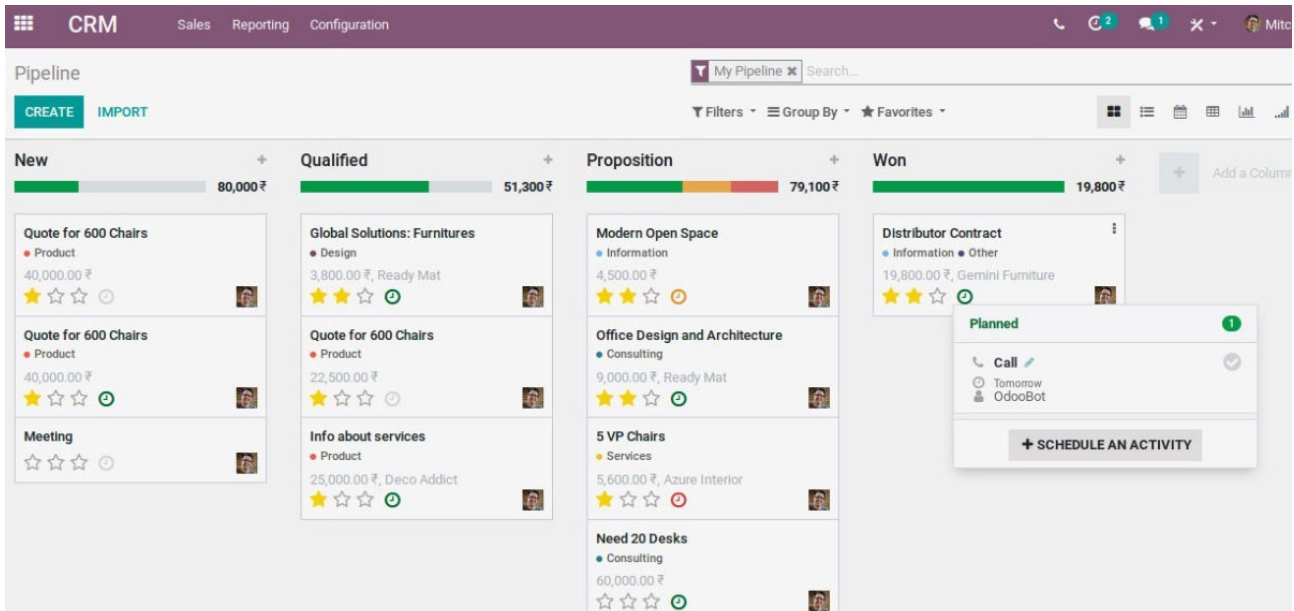 CRM Sales Reporting Configuration 2 1 Mitc
Pipeline
My Pipeline Search...
CREATE IMPORT
Filters Group By Favorites
New
80,000 ₹
Quote for 600 Chairs
Product
40,000.00 ₹
Quote for 600 Chairs
Product
40,000.00 ₹
Meeting
Qualified
51,300 ₹
Global Solutions: Furnitures
Design
3,800.00 ₹, Ready Mat
Quote for 600 Chairs
Product
22,500.00 ₹
Info about services
Product
25,000.00 ₹, Deco Addict
Proposition
79,100 ₹
Modern Open Space
Information
4,500.00 ₹
Office Design and Architecture
Consulting
9,000.00 ₹, Ready Mat
5 VP Chairs
Services
5,600.00 ₹, Azure Interior
Need 20 Desks
Consulting
60,000.00 ₹
Won
19,800 ₹
Distributor Contract
Information Other
19,800.00 ₹, Gemini Furniture
Planned 1
Call
Tomorrow
OdooBot
+ SCHEDULE AN ACTIVITY
Add a Column